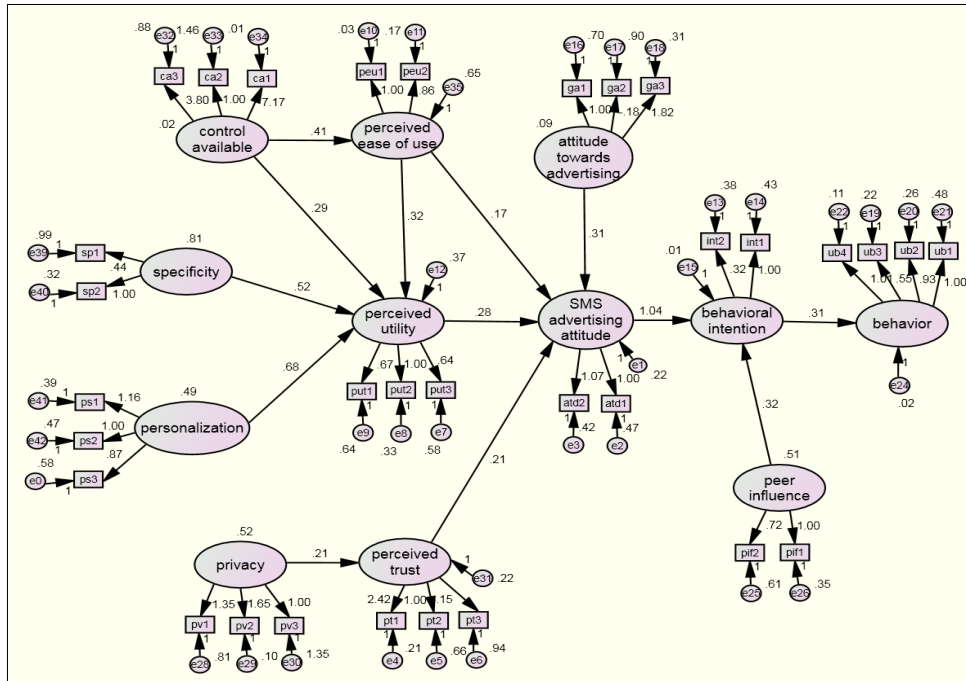 .88 1.46 .01
e32 e33 e34
1 1 1
ca3 ca2 ca1
3.80 1.00 7.17
.02
control
available
.41
.03 .17
e10 e11
1 1
peu1 peu2
.65
e35
1.00 .86 1
perceived
ease of use
.70 .90 .31
e16 e17 e18
1 1 1
ga1 ga2 ga3
1.00 .18 1.82
.09
attitude
towards
advertising
.29
.32
.17
.31
.99
e39 1 sp1
.44
.32
e40 1 sp2
1.00
.81
specificity
.52
.37
e12
1
perceived
utility
.28
.67 1.00 .64
put1 put2 put3
1 1 1
e9 e8 e7
.64 .33 .58
SMS
advertising
attitude
1.04
1 e1
.22
1.07 1.00
atd2 atd1
1 1
.42 .47
e3 e2
.38 .43
e13 e14
1 1
int2 int1
.01
e15
1
.32 1.00
behavioral
intention
.31
.11 .22 .26 .48
e22 e19 e20 e21
1 1 1 1
ub4 ub3 ub2 ub1
1.01 .55 .93 1.00
behavior
1
e24
.02
.39
e41 1 ps1
1.16
.47
e42 1 ps2
1.00
.58
e0 1 ps3
.87
.49
personalization
.68
.32
.51
peer
influence
.72 1.00
pif2 pif1
1 1
.61 .35
e25 e26
.52
privacy
.21
1.35 1.65 1.00
pv1 pv2 pv3
1 1 1
.81 .10 1.35
e28 e29 e30
perceived
trust
.21
1
e31 .22
2.42 1.00 .15
pt1 pt2 pt3
1 1 1
.21 .66 .94
e4 e5 e6